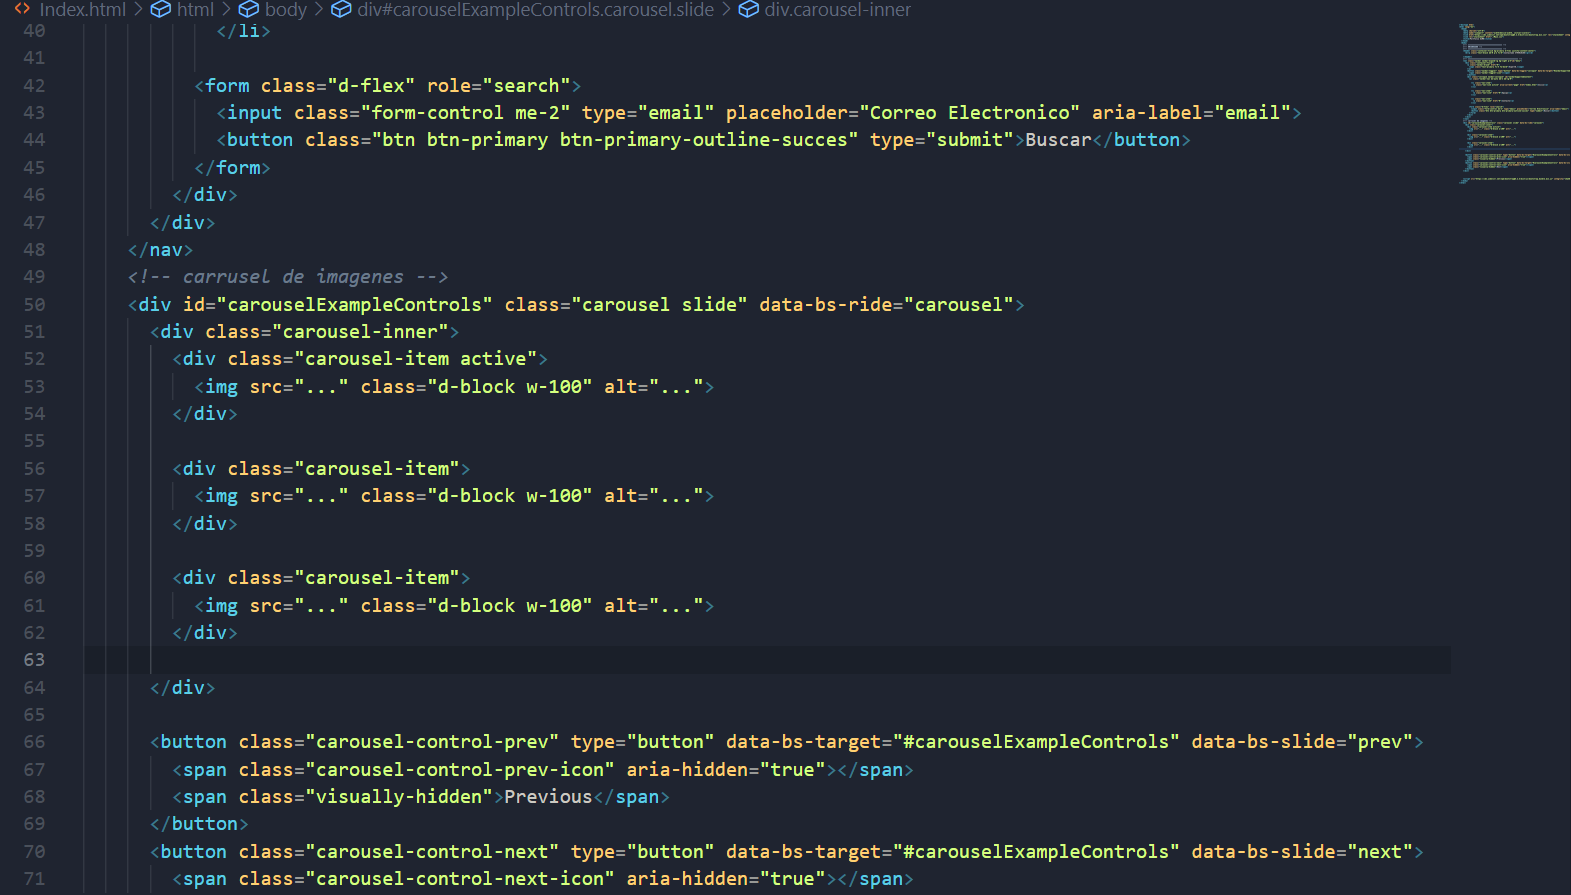 Index.html > html > body > div#carouselExampleControls.carousel.slide > div.carousel-inner
40 </li>
41
42 <form class="d-flex" role="search">
43 <input class="form-control me-2" type="email" placeholder="Correo Electronico" aria-label="email">
44 <button class="btn btn-primary btn-primary-outline-succes" type="submit">Buscar</button>
45 </form>
46 </div>
47 </div>
48 </nav>
49 <!-- carrusel de imagenes -->
50 <div id="carouselExampleControls" class="carousel slide" data-bs-ride="carousel">
51 <div class="carousel-inner">
52 <div class="carousel-item active">
53 <img src="..." class="d-block w-100" alt="...">
54 </div>
55
56 <div class="carousel-item">
57 <img src="..." class="d-block w-100" alt="...">
58 </div>
59
60 <div class="carousel-item">
61 <img src="..." class="d-block w-100" alt="...">
62 </div>
63
64 </div>
65
66 <button class="carousel-control-prev" type="button" data-bs-target="#carouselExampleControls" data-bs-slide="prev">
67 <span class="carousel-control-prev-icon" aria-hidden="true"></span>
68 <span class="visually-hidden">Previous</span>
69 </button>
70 <button class="carousel-control-next" type="button" data-bs-target="#carouselExampleControls" data-bs-slide="next">
71 <span class="carousel-control-next-icon" aria-hidden="true"></span>